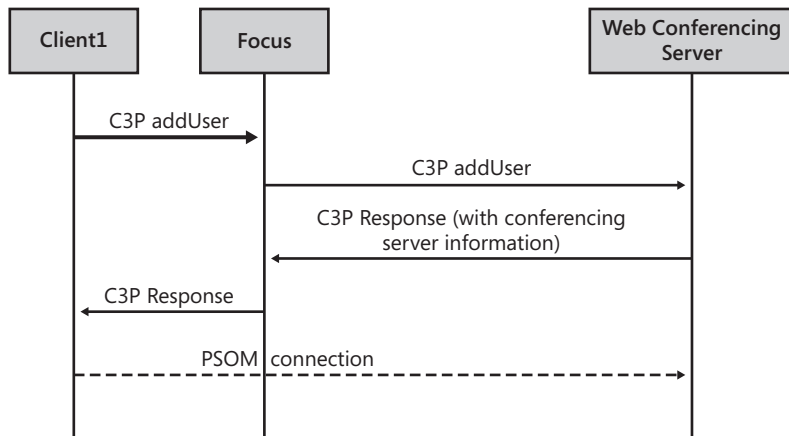 Client1
Focus
Web Conferencing
Server
C3P addUser
C3P addUser
C3P Response (with conferencing
server information)
C3P Response
PSOM connection